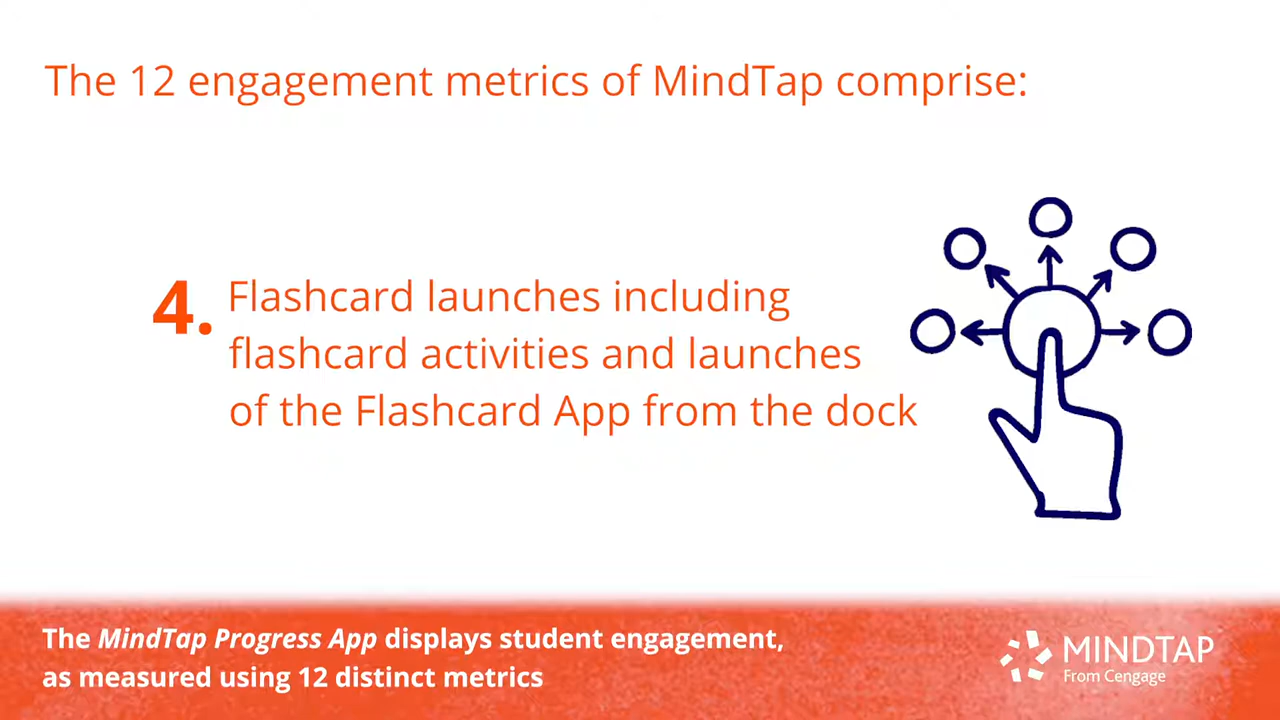 The 12 engagement metrics of MindTap comprise:
4. Flashcard launches including
flashcard activities and launches
of the Flashcard App from the dock
The MindTap Progress App displays student engagement,
as measured using 12 distinct metrics
MINDTAP
From Cengage